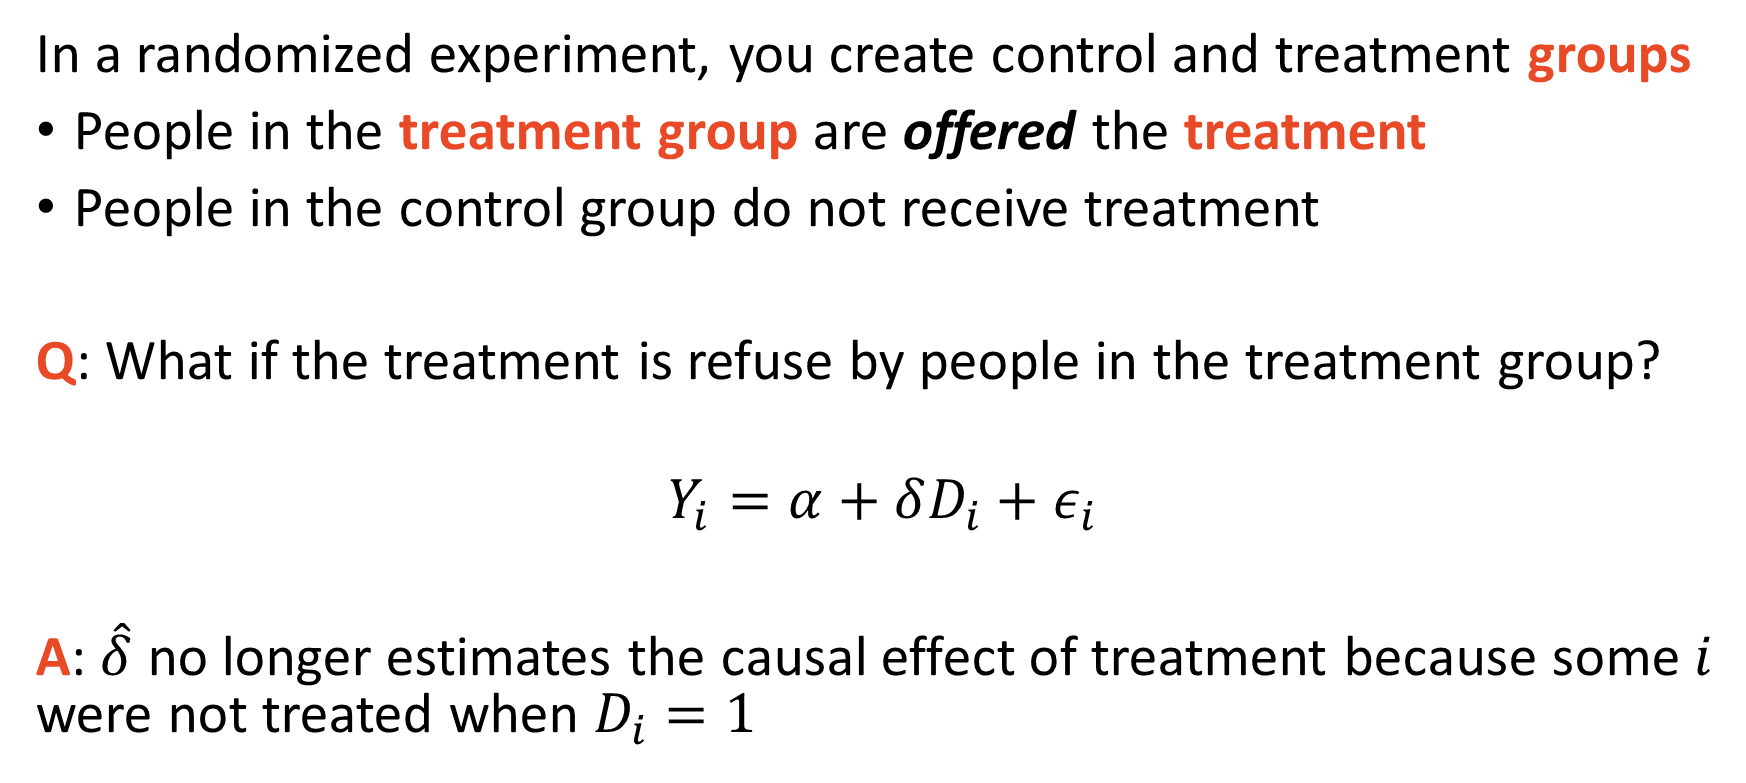 In a randomized experiment, you create control and treatment groups
• People in the treatment group are offered the treatment
• People in the control group do not receive treatment
Q: What if the treatment is refuse by people in the treatment group?
Yᵢ = α + δDᵢ + ϵᵢ
A: δ̂ no longer estimates the causal effect of treatment because some i
were not treated when Dᵢ = 1